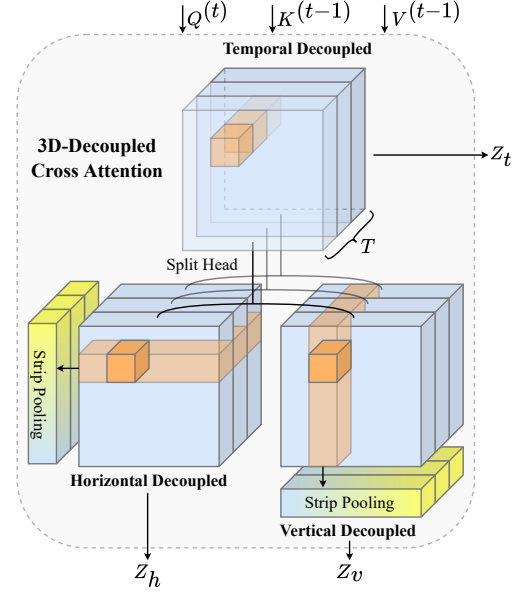 Q^(t) K^(t−1) V^(t−1)
Temporal Decoupled
3D-Decoupled
Cross Attention
Z_t
T
Split Head
Strip Pooling
Horizontal Decoupled
Strip Pooling
Vertical Decoupled
Z_h
Z_v